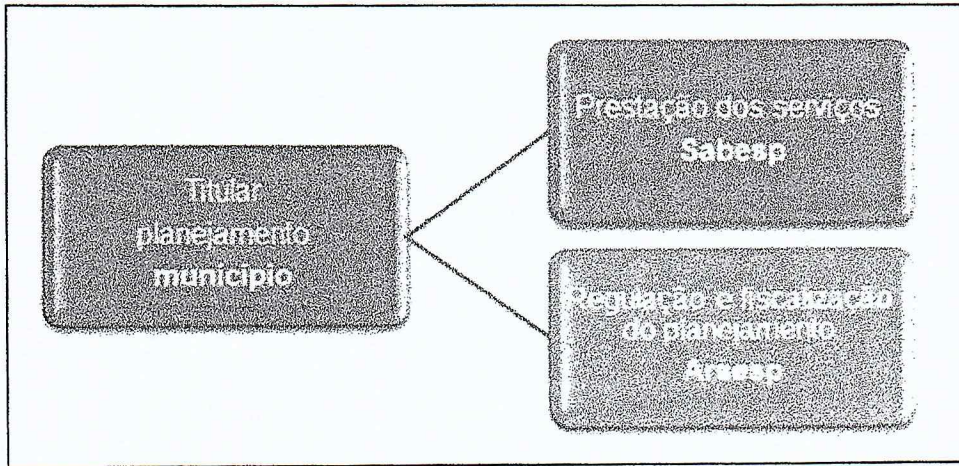 Titular
planejamento
município
Prestação dos serviços
Sabesp
Regulação e fiscalização
do planejamento
Arsesp